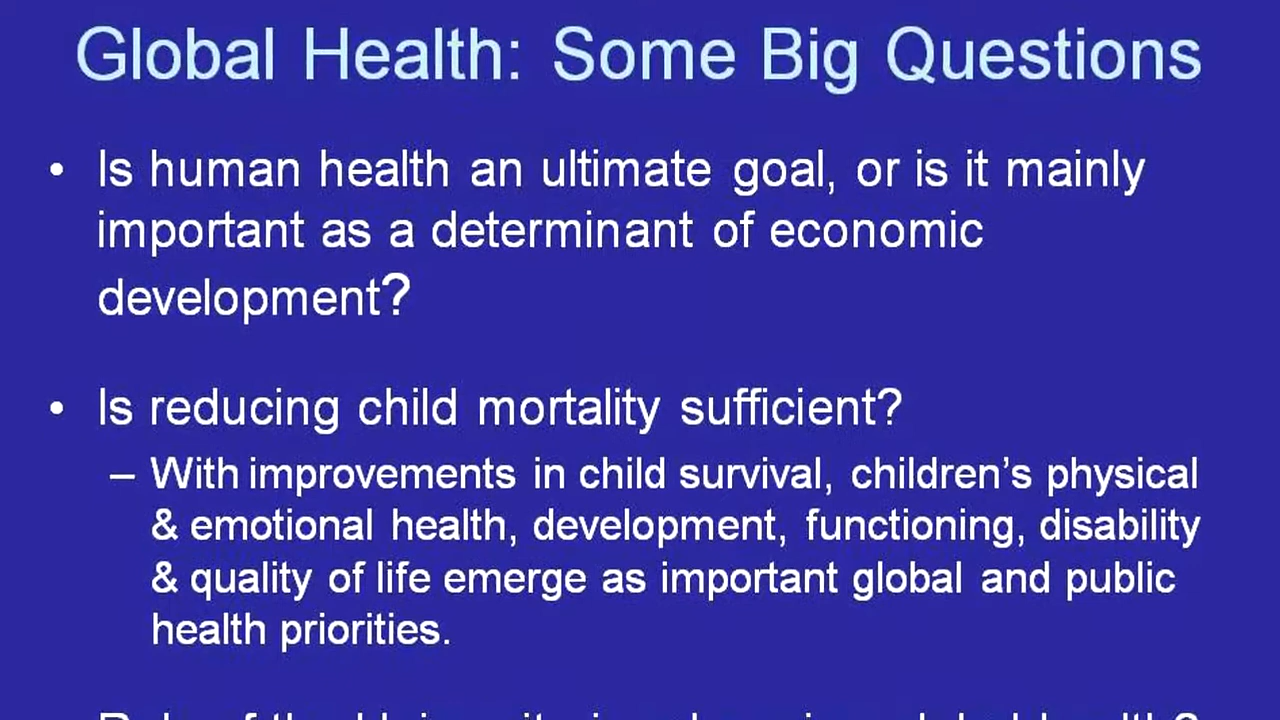 Global Health: Some Big Questions
• Is human health an ultimate goal, or is it mainly
important as a determinant of economic
development?
• Is reducing child mortality sufficient?
– With improvements in child survival, children's physical
& emotional health, development, functioning, disability
& quality of life emerge as important global and public
health priorities.